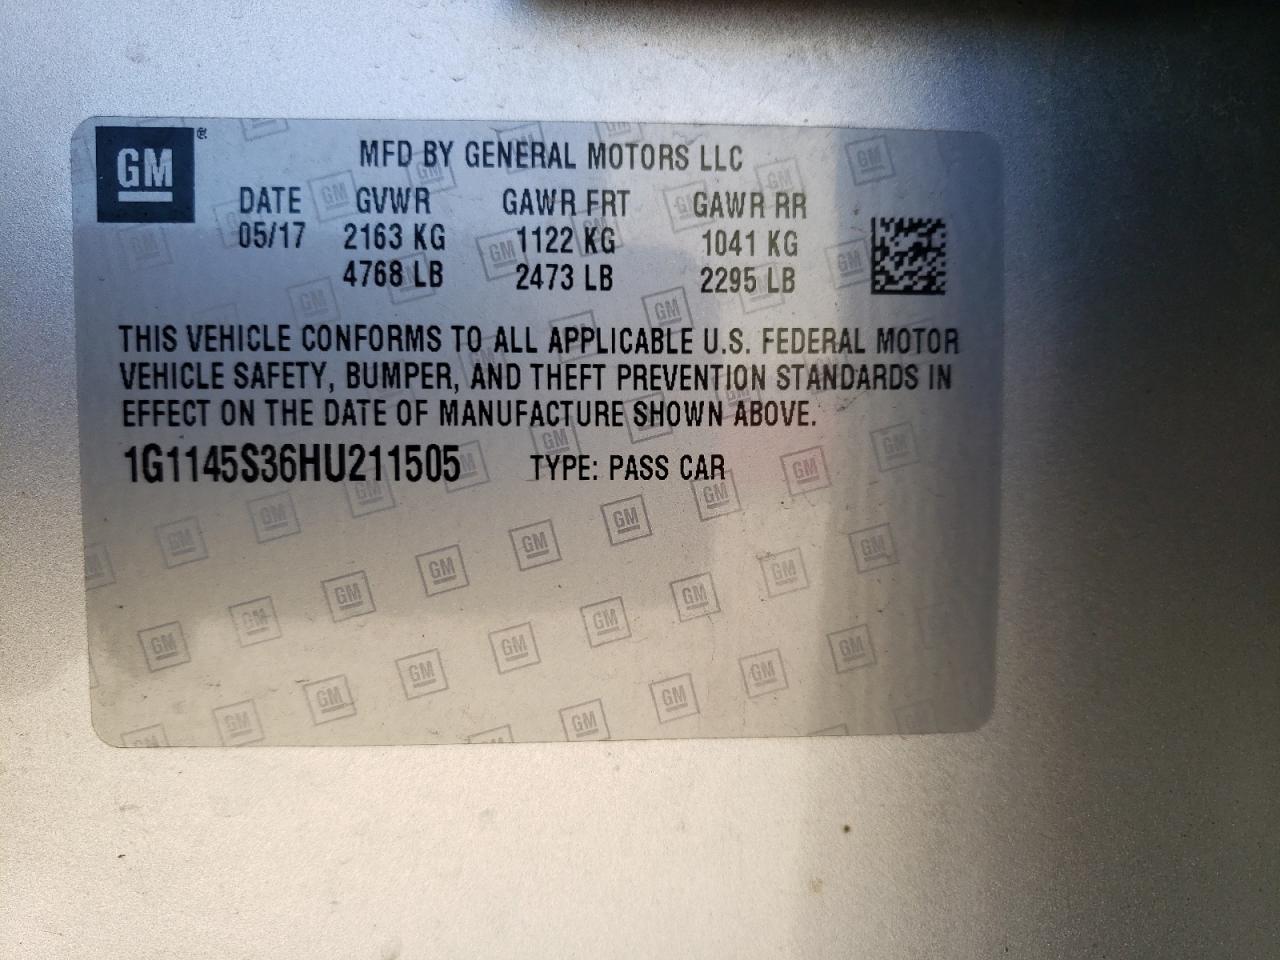 GM®
MFD BY GENERAL MOTORS LLC
DATE GVWR GAWR FRT GAWR RR
05/17 2163 KG 1122 KG 1041 KG
4768 LB 2473 LB 2295 LB
THIS VEHICLE CONFORMS TO ALL APPLICABLE U.S. FEDERAL MOTOR
VEHICLE SAFETY, BUMPER, AND THEFT PREVENTION STANDARDS IN
EFFECT ON THE DATE OF MANUFACTURE SHOWN ABOVE.
1G1145S36HU211505 TYPE: PASS CAR